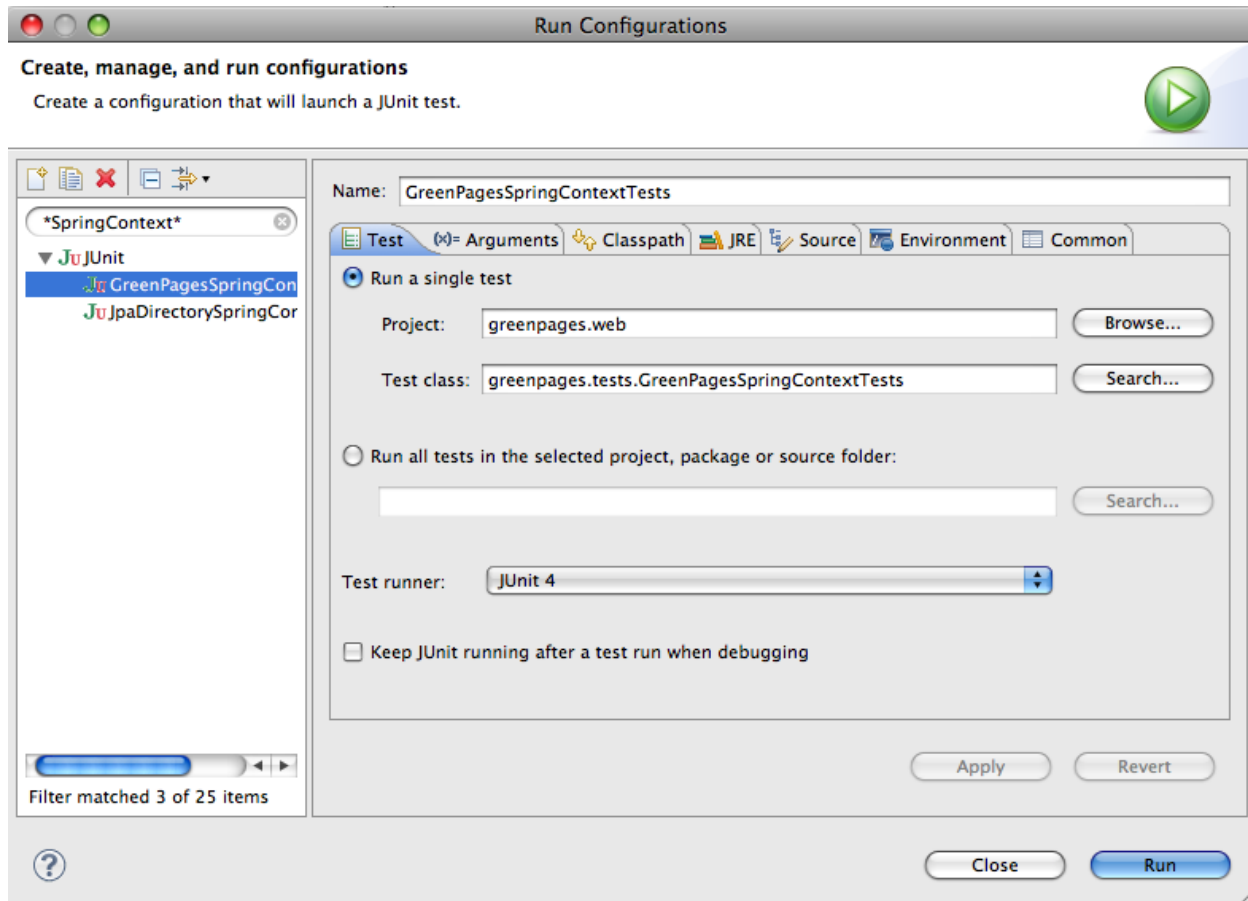 Run Configurations
Create, manage, and run configurations
Create a configuration that will launch a JUnit test.
*SpringContext*
JU JUnit
JU GreenPagesSpringCon
JU JpaDirectorySpringCor
Filter matched 3 of 25 items
Name: GreenPagesSpringContextTests
Test (x)= Arguments Classpath JRE Source Environment Common
Run a single test
Project: greenpages.web Browse...
Test class: greenpages.tests.GreenPagesSpringContextTests Search...
Run all tests in the selected project, package or source folder:
Search...
Test runner: JUnit 4
Keep JUnit running after a test run when debugging
Apply Revert
? Close Run